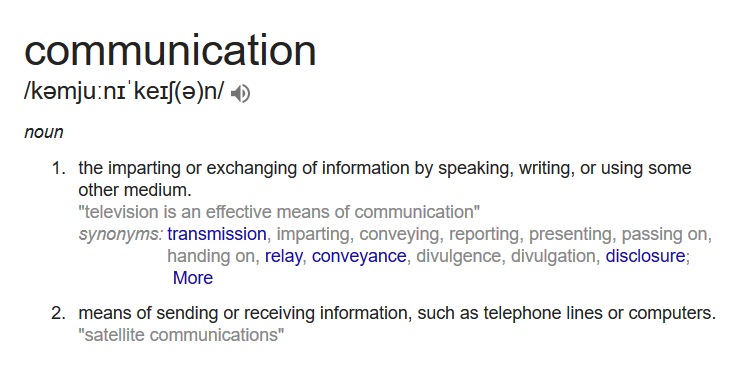 communication
/kəmjuːnɪˈkeɪʃ(ə)n/
noun
1. the imparting or exchanging of information by speaking, writing, or using some
other medium.
"television is an effective means of communication"
synonyms: transmission, imparting, conveying, reporting, presenting, passing on,
handing on, relay, conveyance, divulgence, divulgation, disclosure;
More
2. means of sending or receiving information, such as telephone lines or computers.
"satellite communications"